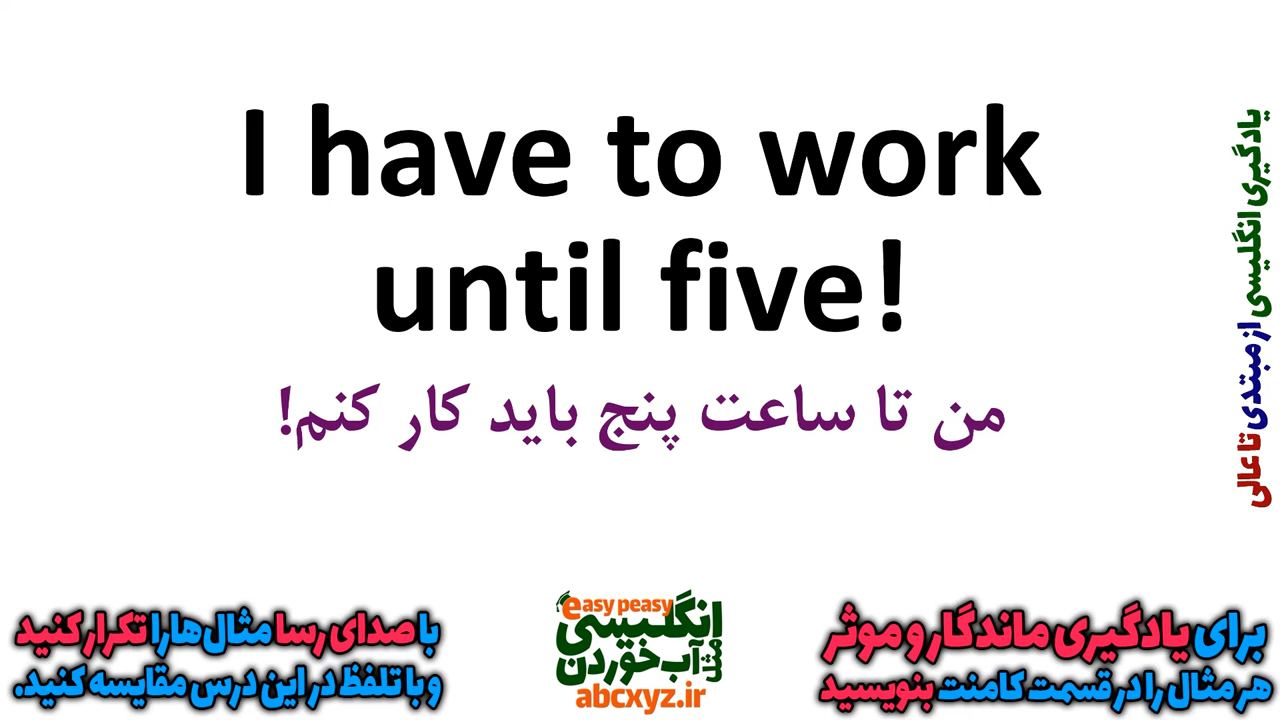 I have to work
until five!
من تا ساعت پنج باید کار کنم!
یادگیری انگلیسی از مبتدی تا عالی
با صدای رسا مثال‌ها را تکرار کنید
و با تلفظ در این درس مقایسه کنید.
easy peasy
انگلیسی
مثل آب خوردن
abcxyz.ir
برای یادگیری ماندگار و موثر
هر مثال را در قسمت کامنت بنویسید